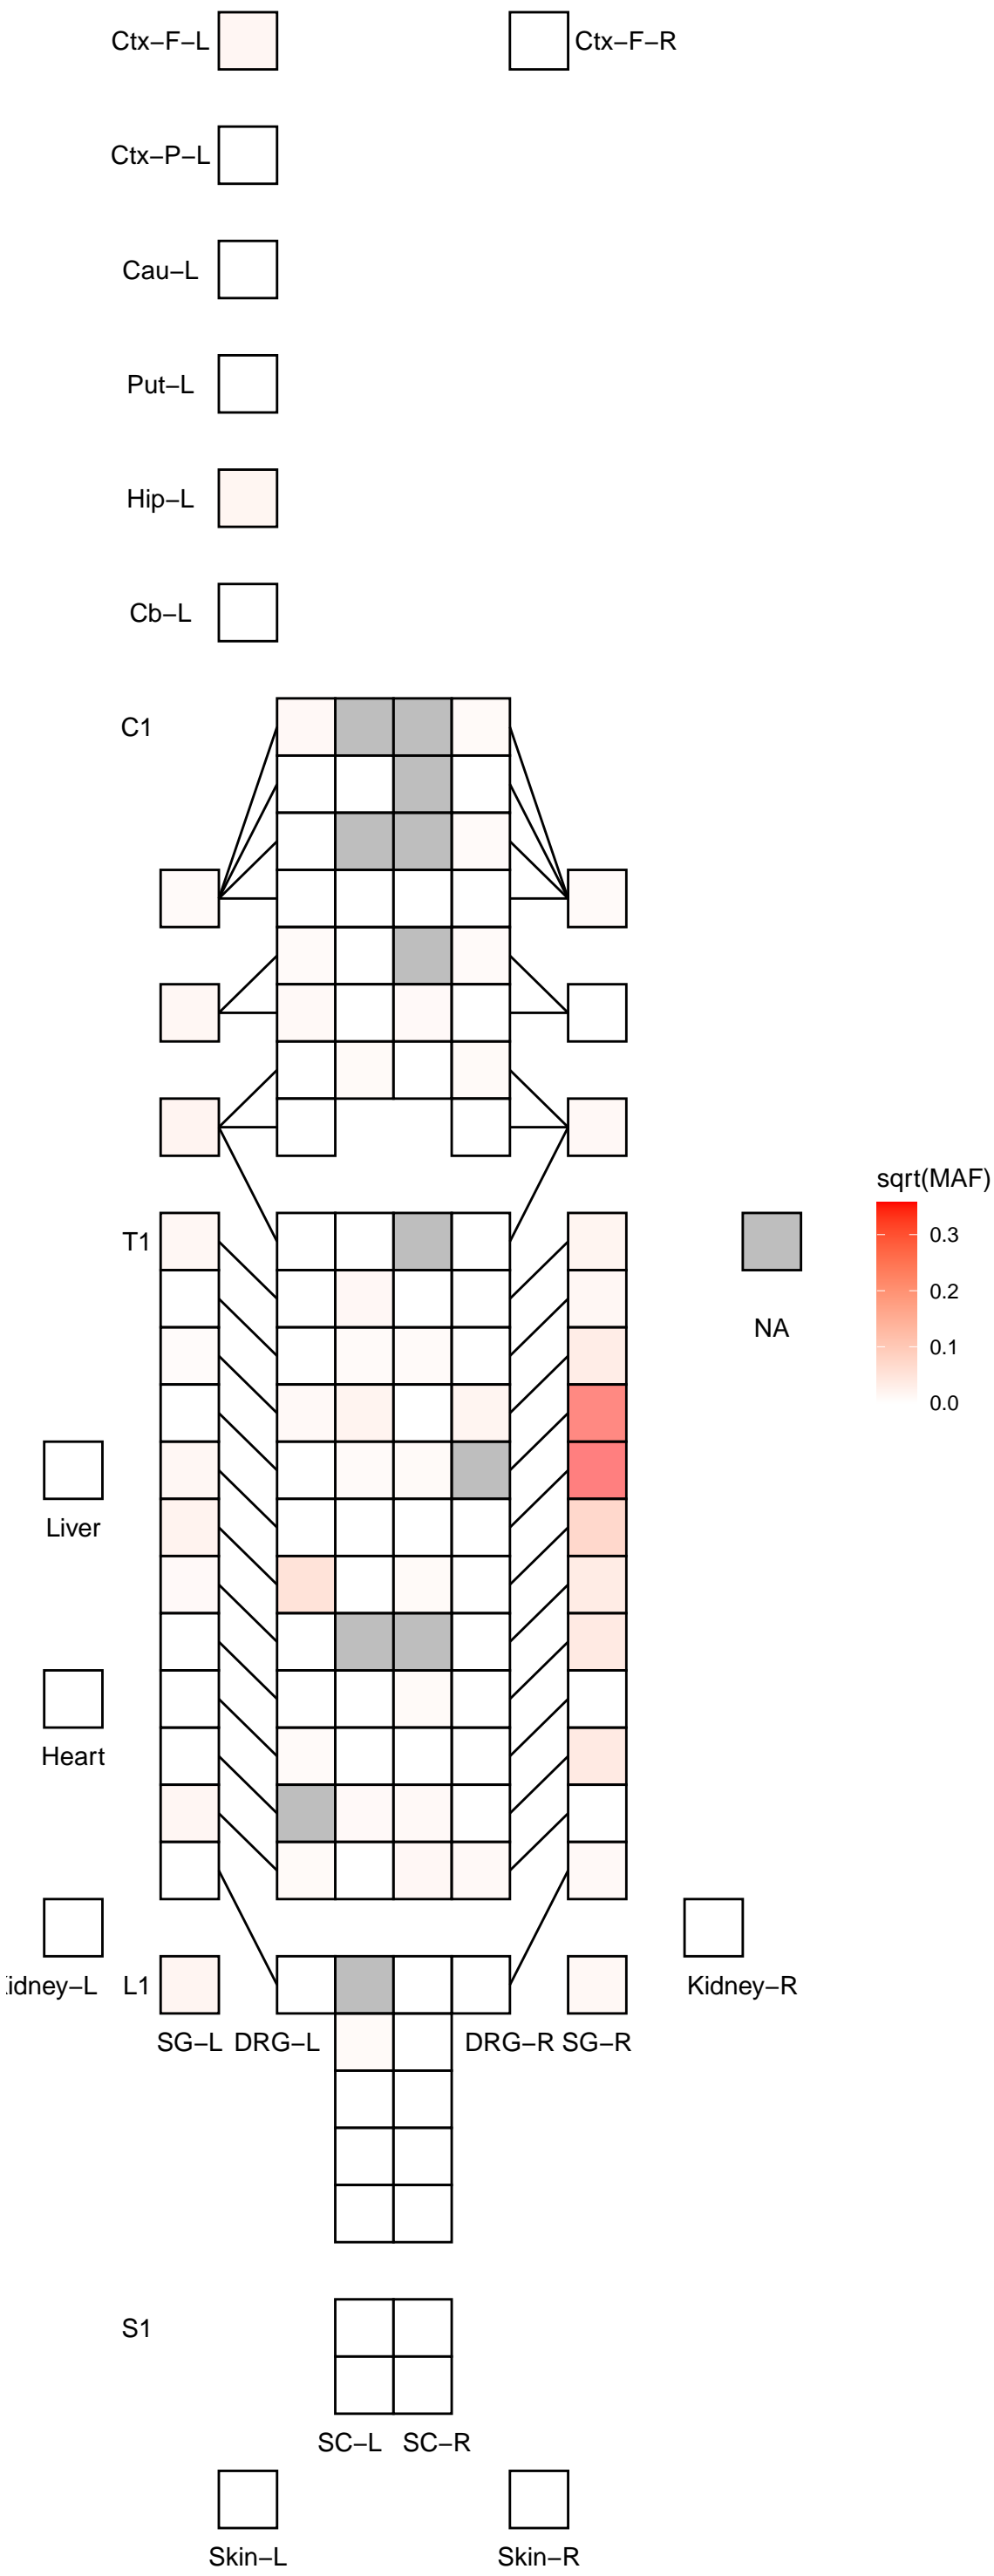 Ctx−F−L
Ctx−F−R
Ctx−P−L
Cau−L
Put−L
Hip−L
Cb−L
C1
sqrt(MAF)
T1
0.3
0.2
NA
0.1
0.0
Liver
Heart
idney−L
L1
Kidney−R
SG−L DRG−L
DRG−R SG−R
S1
SC−L SC−R
Skin−L
Skin−R